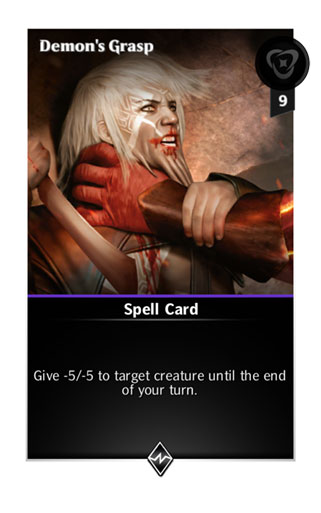 Demon's Grasp
9
Spell Card
Give -5/-5 to target creature until the end
of your turn.